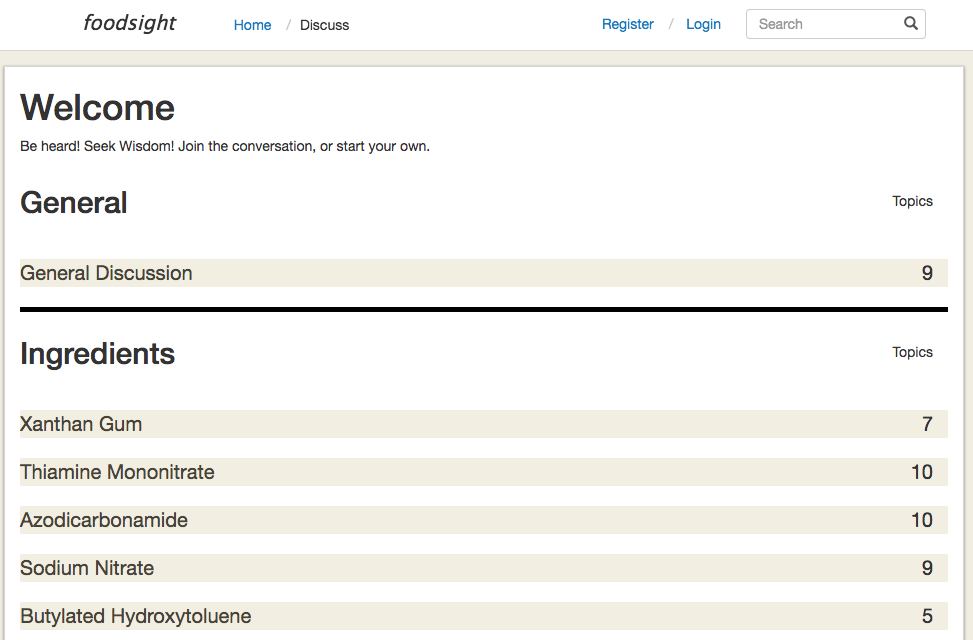 foodsight Home / Discuss Register / Login Search
Welcome
Be heard! Seek Wisdom! Join the conversation, or start your own.
General Topics
General Discussion 9
Ingredients Topics
Xanthan Gum 7
Thiamine Mononitrate 10
Azodicarbonamide 10
Sodium Nitrate 9
Butylated Hydroxytoluene 5